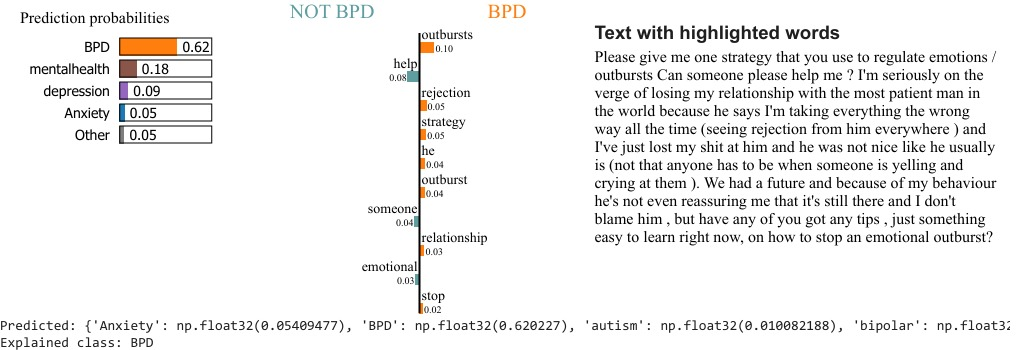 Prediction probabilities
BPD 0.62
mentalhealth 0.18
depression 0.09
Anxiety 0.05
Other 0.05
NOT BPD BPD
outbursts
0.10
help
0.08
rejection
0.05
strategy
0.05
he
0.04
outburst
0.04
someone
0.04
relationship
0.03
emotional
0.03
stop
0.02
Text with highlighted words
Please give me one strategy that you use to regulate emotions /
outbursts Can someone please help me ? I'm seriously on the
verge of losing my relationship with the most patient man in
the world because he says I'm taking everything the wrong
way all the time (seeing rejection from him everywhere ) and
I've just lost my shit at him and he was not nice like he usually
is (not that anyone has to be when someone is yelling and
crying at them ). We had a future and because of my behaviour
he's not even reassuring me that it's still there and I don't
blame him , but have any of you got any tips , just something
easy to learn right now, on how to stop an emotional outburst?
Predicted: {'Anxiety': np.float32(0.05409477), 'BPD': np.float32(0.620227), 'autism': np.float32(0.010082188), 'bipolar': np.float32
Explained class: BPD